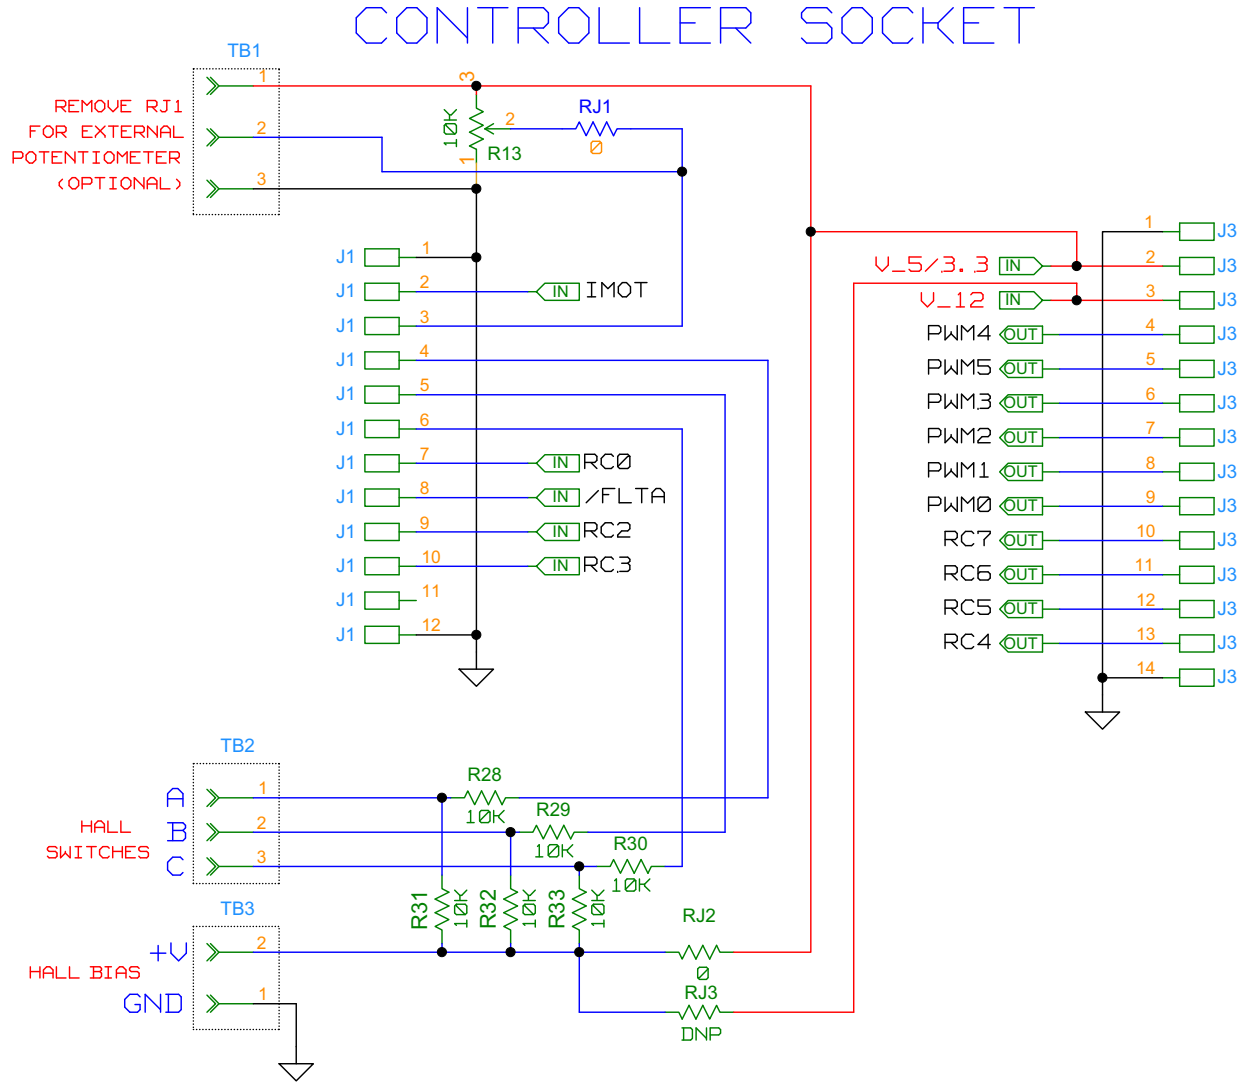 CONTROLLER SOCKET
TB1
1
REMOVE RJ1
FOR EXTERNAL
POTENTIOMETER
(OPTIONAL)
2
3
3
10K
2
1
R13
RJ1
0
J1 1
J1 2 IN IMOT
J1 3
J1 4
J1 5
J1 6
J1 7 IN RC0
J1 8 IN /FLTA
J1 9 IN RC2
J1 10 IN RC3
J1 11
J1 12
1 J3
V_5/3.3 IN 2 J3
V_12 IN 3 J3
PWM4 OUT 4 J3
PWM5 OUT 5 J3
PWM3 OUT 6 J3
PWM2 OUT 7 J3
PWM1 OUT 8 J3
PWM0 OUT 9 J3
RC7 OUT 10 J3
RC6 OUT 11 J3
RC5 OUT 12 J3
RC4 OUT 13 J3
14 J3
TB2
A 1
B 2
C 3
HALL
SWITCHES
R28
10K
R29
10K
R30
10K
R31 10K
R32 10K
R33 10K
TB3
+V 2
HALL BIAS
GND 1
RJ2
0
RJ3
DNP